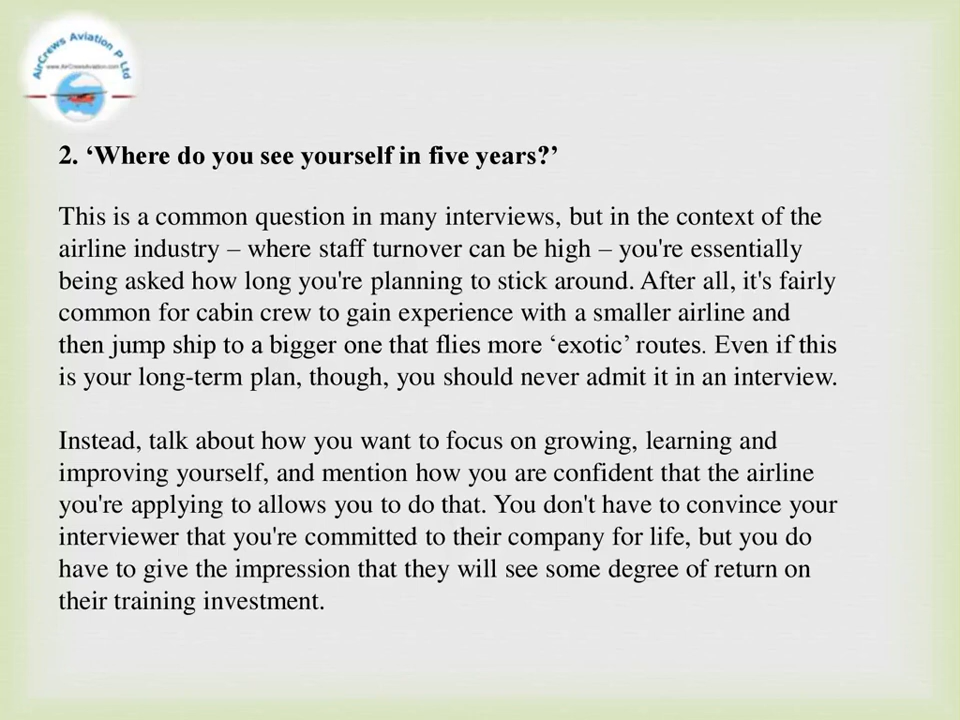 AirCrews Aviation P Ltd
www.AirCrewsAviation.com
2. ‘Where do you see yourself in five years?’
This is a common question in many interviews, but in the context of the
airline industry – where staff turnover can be high – you're essentially
being asked how long you're planning to stick around. After all, it's fairly
common for cabin crew to gain experience with a smaller airline and
then jump ship to a bigger one that flies more ‘exotic’ routes. Even if this
is your long-term plan, though, you should never admit it in an interview.
Instead, talk about how you want to focus on growing, learning and
improving yourself, and mention how you are confident that the airline
you're applying to allows you to do that. You don't have to convince your
interviewer that you're committed to their company for life, but you do
have to give the impression that they will see some degree of return on
their training investment.